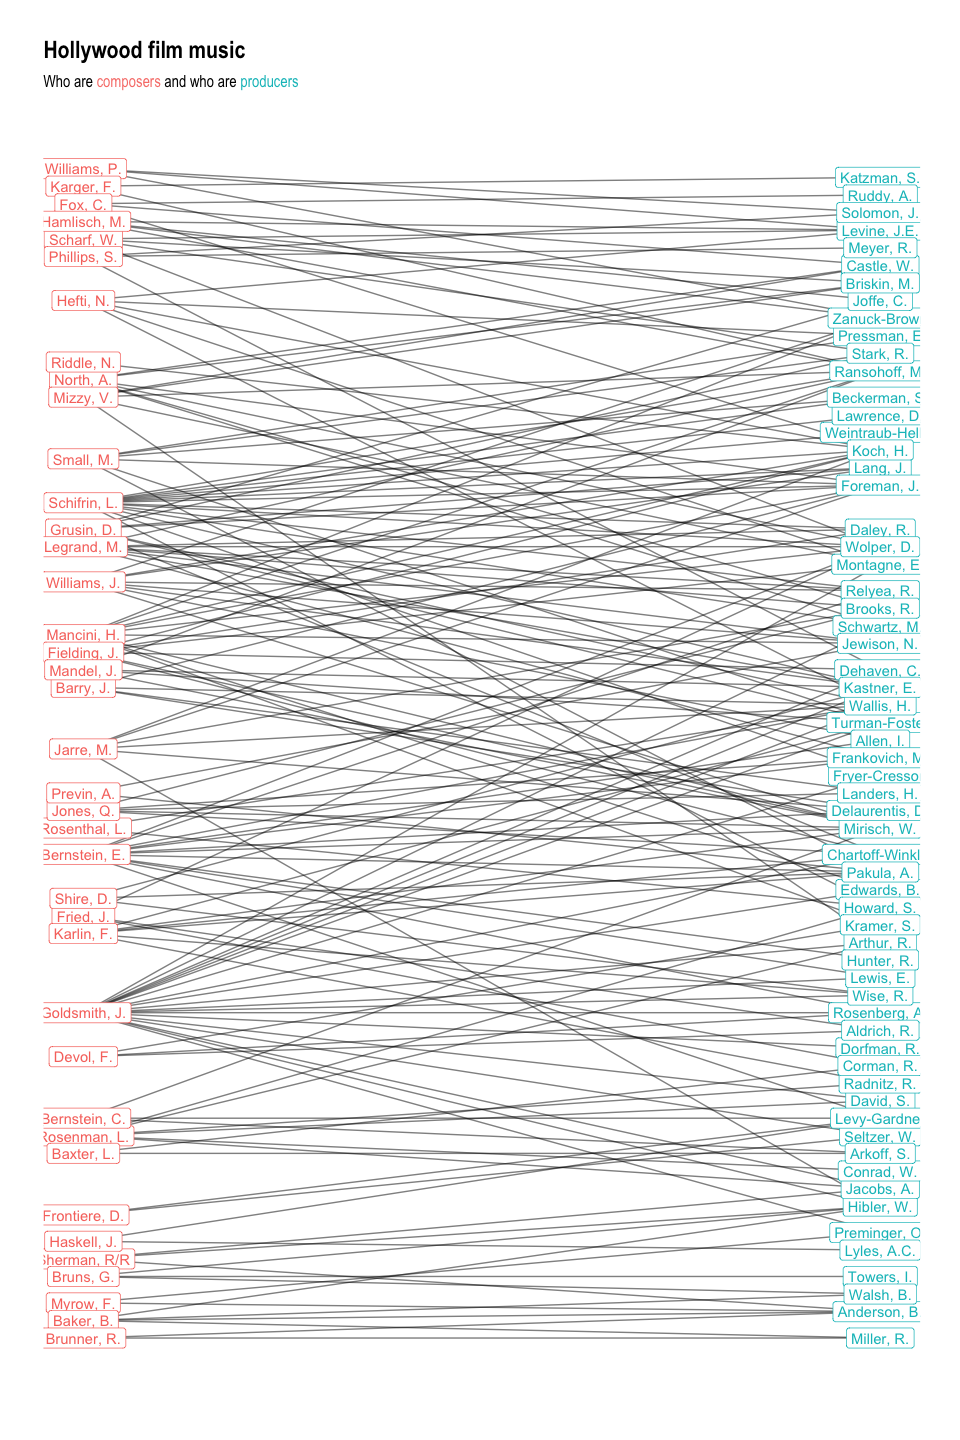 Hollywood film music
Who are composers and who are producers
Williams, P.
Karger, F.
Fox, C.
Hamlisch, M.
Scharf, W.
Phillips, S.
Hefti, N.
Riddle, N.
North, A.
Mizzy, V.
Small, M.
Schifrin, L.
Grusin, D.
Legrand, M.
Williams, J.
Mancini, H.
Fielding, J.
Mandel, J.
Barry, J.
Jarre, M.
Previn, A.
Jones, Q.
Rosenthal, L.
Bernstein, E.
Shire, D.
Fried, J.
Karlin, F.
Goldsmith, J.
Devol, F.
Bernstein, C.
Rosenman, L.
Baxter, L.
Frontiere, D.
Haskell, J.
Sherman, R/R
Bruns, G.
Myrow, F.
Baker, B.
Brunner, R.
Katzman, S.
Ruddy, A.
Solomon, J.
Levine, J.E.
Meyer, R.
Castle, W.
Briskin, M.
Joffe, C.
Zanuck-Brow
Pressman, E
Stark, R.
Ransohoff, M
Beckerman, S
Lawrence, D
Weintraub-Hel
Koch, H.
Lang, J.
Foreman, J.
Daley, R.
Wolper, D.
Montagne, E
Relyea, R.
Brooks, R.
Schwartz, M
Jewison, N.
Dehaven, C.
Kastner, E.
Wallis, H.
Turman-Foste
Allen, I.
Frankovich, M
Fryer-Cresso
Landers, H.
Delaurentis, D
Mirisch, W.
Chartoff-Winkl
Pakula, A.
Edwards, B.
Howard, S.
Kramer, S.
Arthur, R.
Hunter, R.
Lewis, E.
Wise, R.
Rosenberg, A
Aldrich, R.
Dorfman, R.
Corman, R.
Radnitz, R.
David, S.
Levy-Gardne
Seltzer, W.
Arkoff, S.
Conrad, W.
Jacobs, A.
Hibler, W.
Preminger, O
Lyles, A.C.
Towers, I.
Walsh, B.
Anderson, B
Miller, R.